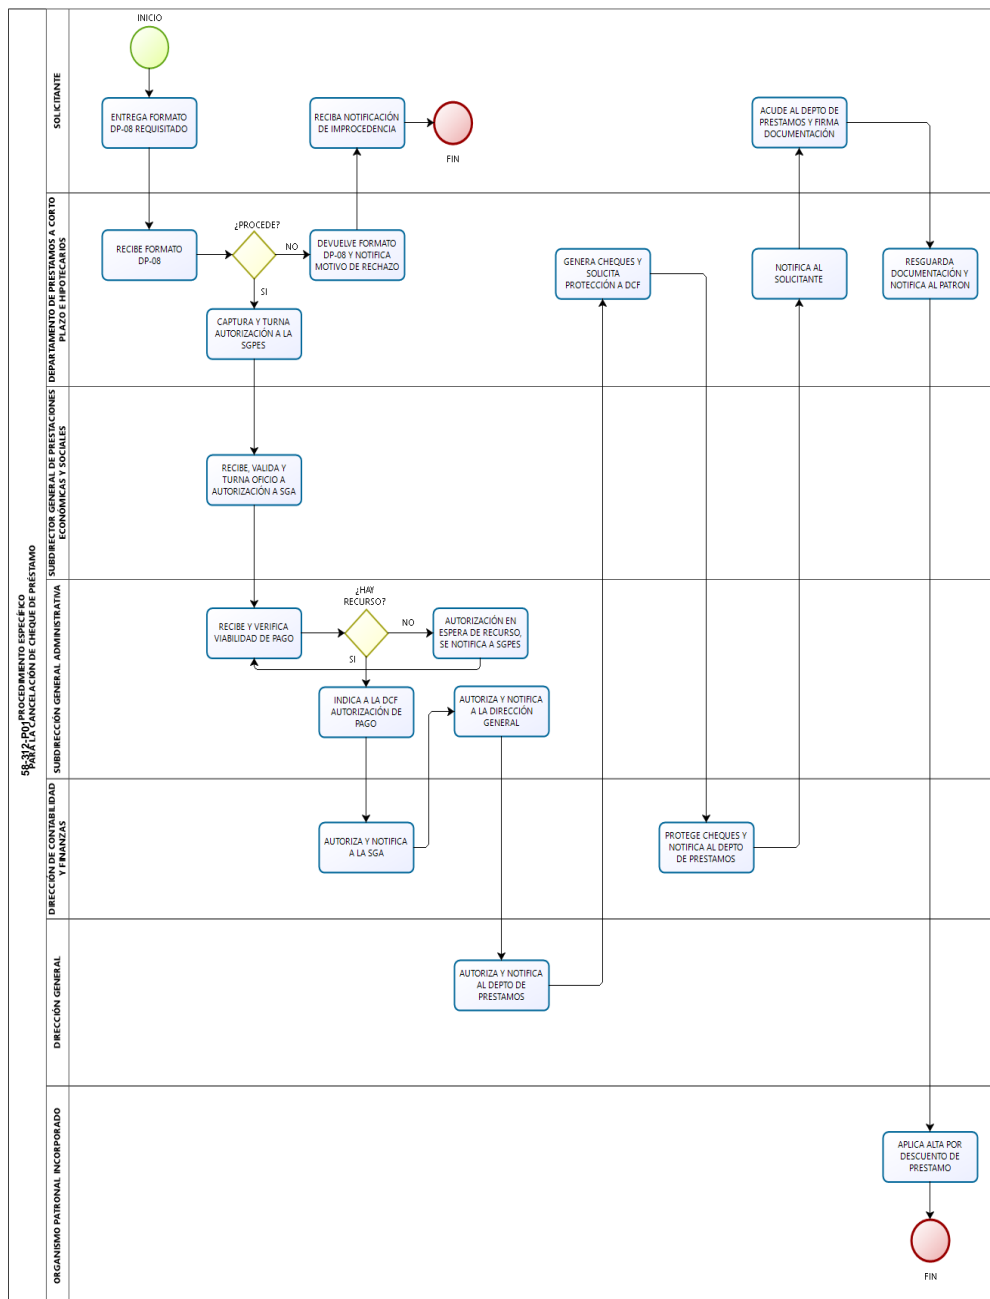 58-312-P01 PROCEDIMIENTO ESPECÍFICO
PARA LA CANCELACIÓN DE CHEQUE DE PRÉSTAMO
SOLICITANTE
INICIO
ENTREGA FORMATO
DP-08 REQUISITADO
RECIBA NOTIFICACIÓN
DE IMPROCEDENCIA
FIN
ACUDE AL DEPTO DE
PRESTAMOS Y FIRMA
DOCUMENTACIÓN
DEPARTAMENTO DE PRESTAMOS A CORTO
PLAZO E HIPOTECARIOS
RECIBE FORMATO
DP-08
¿PROCEDE?
NO
SI
DEVUELVE FORMATO
DP-08 Y NOTIFICA
MOTIVO DE RECHAZO
CAPTURA Y TURNA
AUTORIZACIÓN A LA
SGPES
GENERA CHEQUES Y
SOLICITA
PROTECCIÓN A DCF
NOTIFICA AL
SOLICITANTE
RESGUARDA
DOCUMENTACIÓN Y
NOTIFICA AL PATRON
SUBDIRECTOR GENERAL DE PRESTACIONES
ECONÓMICAS Y SOCIALES
RECIBE, VALIDA Y
TURNA OFICIO A
AUTORIZACIÓN A SGA
SUBDIRECCIÓN GENERAL ADMINISTRATIVA
RECIBE Y VERIFICA
VIABILIDAD DE PAGO
¿HAY
RECURSO?
NO
SI
AUTORIZACIÓN EN
ESPERA DE RECURSO,
SE NOTIFICA A SGPES
INDICA A LA DCF
AUTORIZACIÓN DE
PAGO
AUTORIZA Y NOTIFICA
A LA DIRECCIÓN
GENERAL
DIRECCIÓN DE CONTABILIDAD
Y FINANZAS
AUTORIZA Y NOTIFICA
A LA SGA
PROTEGE CHEQUES Y
NOTIFICA AL DEPTO
DE PRESTAMOS
DIRECCIÓN GENERAL
AUTORIZA Y NOTIFICA
AL DEPTO DE
PRESTAMOS
ORGANISMO PATRONAL INCORPORADO
APLICA ALTA POR
DESCUENTO DE
PRESTAMO
FIN